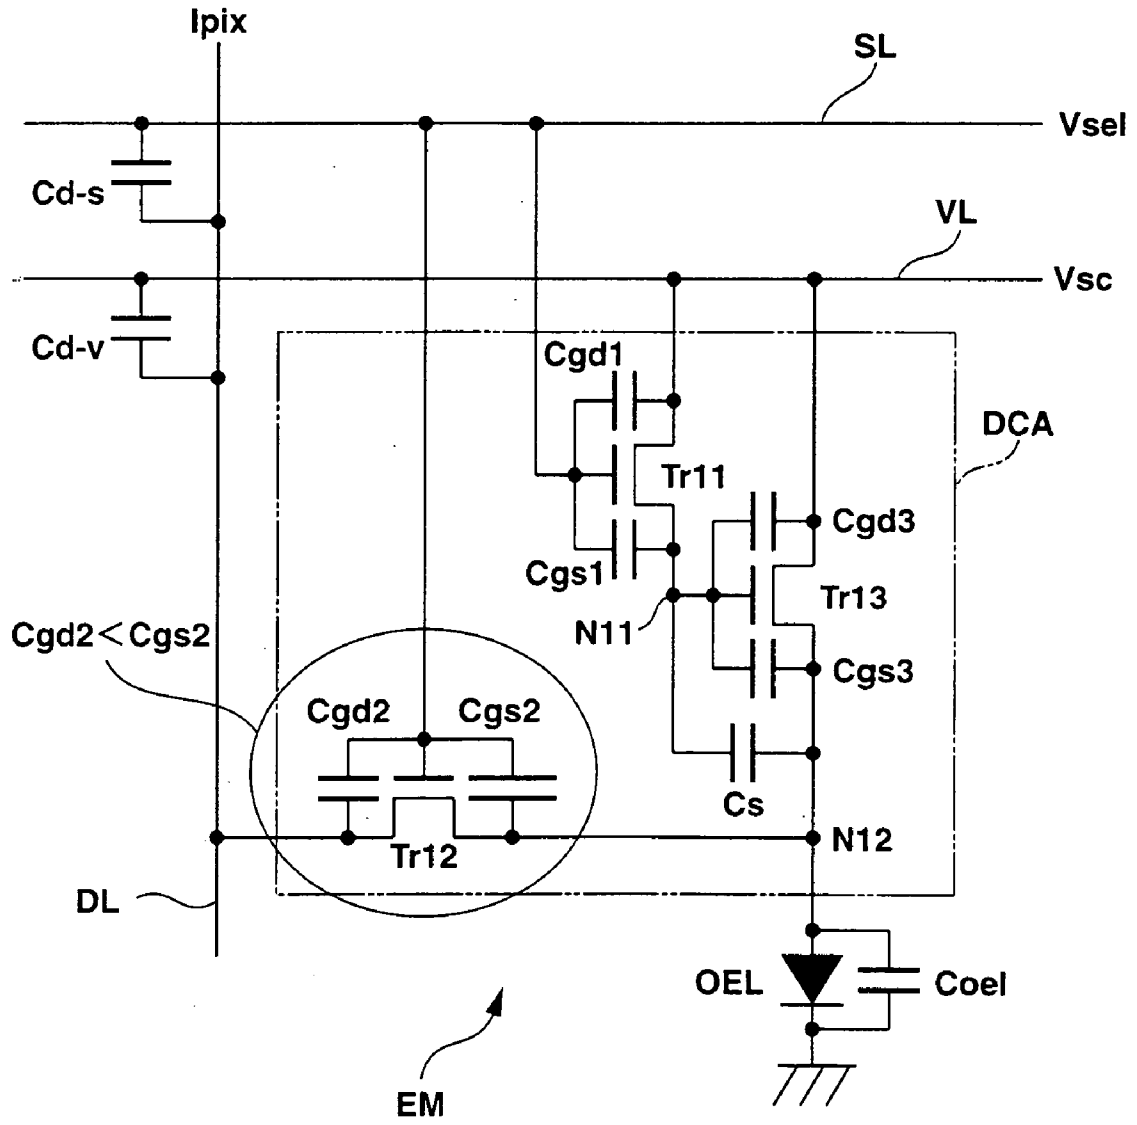 Ipix
SL
Vsel
Cd-s
VL
Vsc
Cd-v
Cgd1
DCA
Tr11
Cgd3
Cgs1
Tr13
N11
Cgd2<Cgs2
Cgs3
Cgd2
Cgs2
Cs
N12
Tr12
DL
OEL
Coel
EM